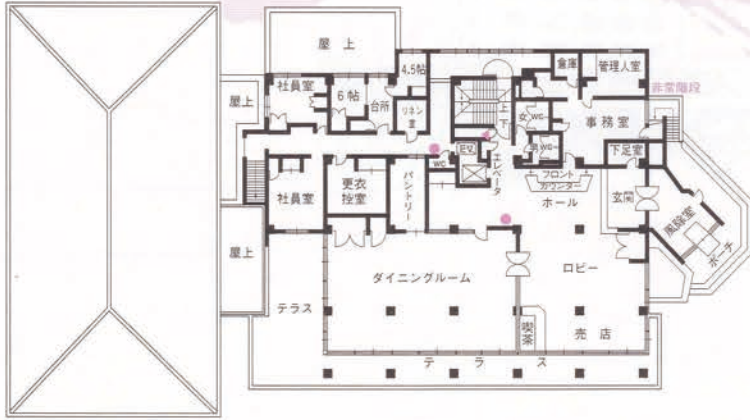 屋上
4.5帖
倉庫
管理人室
社員室
6帖
台所
リネン室
上
下
女
WC
男
WC
事務室
非常階段
屋上
EV.
エレベータ
WC
下足室
フロント
カウンター
ホール
玄関
風除室
ポーチ
社員室
更衣
控室
パントリー
屋上
テラス
ダイニングルーム
ロビー
喫茶
売店
テラス